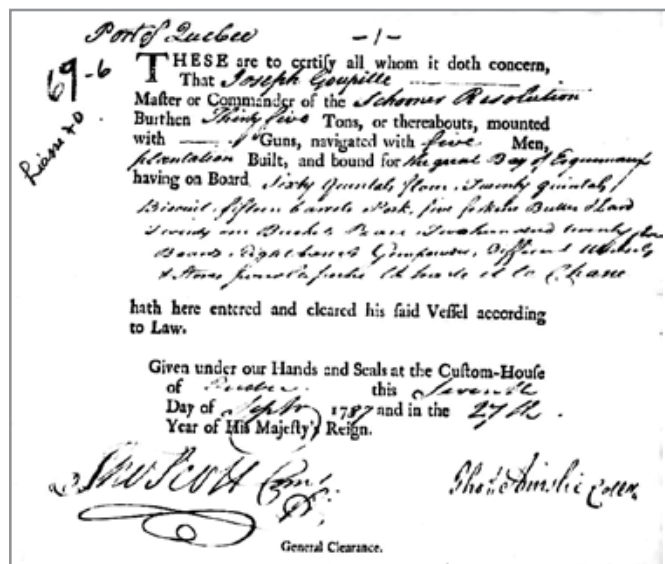 Port of Quebec —1—
69-6
THESE are to certify all whom it doth concern,
That Joseph Goupille
Master or Commander of the Schooner Resolution
Burthen Thirty five Tons, or thereabouts, mounted
with — Guns, navigated with five Men,
plantation Built, and bound for the great Bay of Esquimaux
having on Board Sixty Quintals flour, Twenty quintals
Biscuit, fifteen barrels Pork, five firkins Butter & Lard
Twenty Bushels Pease Two hundred twenty
Boards, Eight barrels Gunpowder, Different
& Stores
hath here entered and cleared his said Vessel according
to Law.
Given under our Hands and Seals at the Custom-House
of Quebec this Seventh
Day of Septr 1787 and in the 27th
Year of His Majesty's Reign.
Scott
Ainslie Collr.
General Clearance.